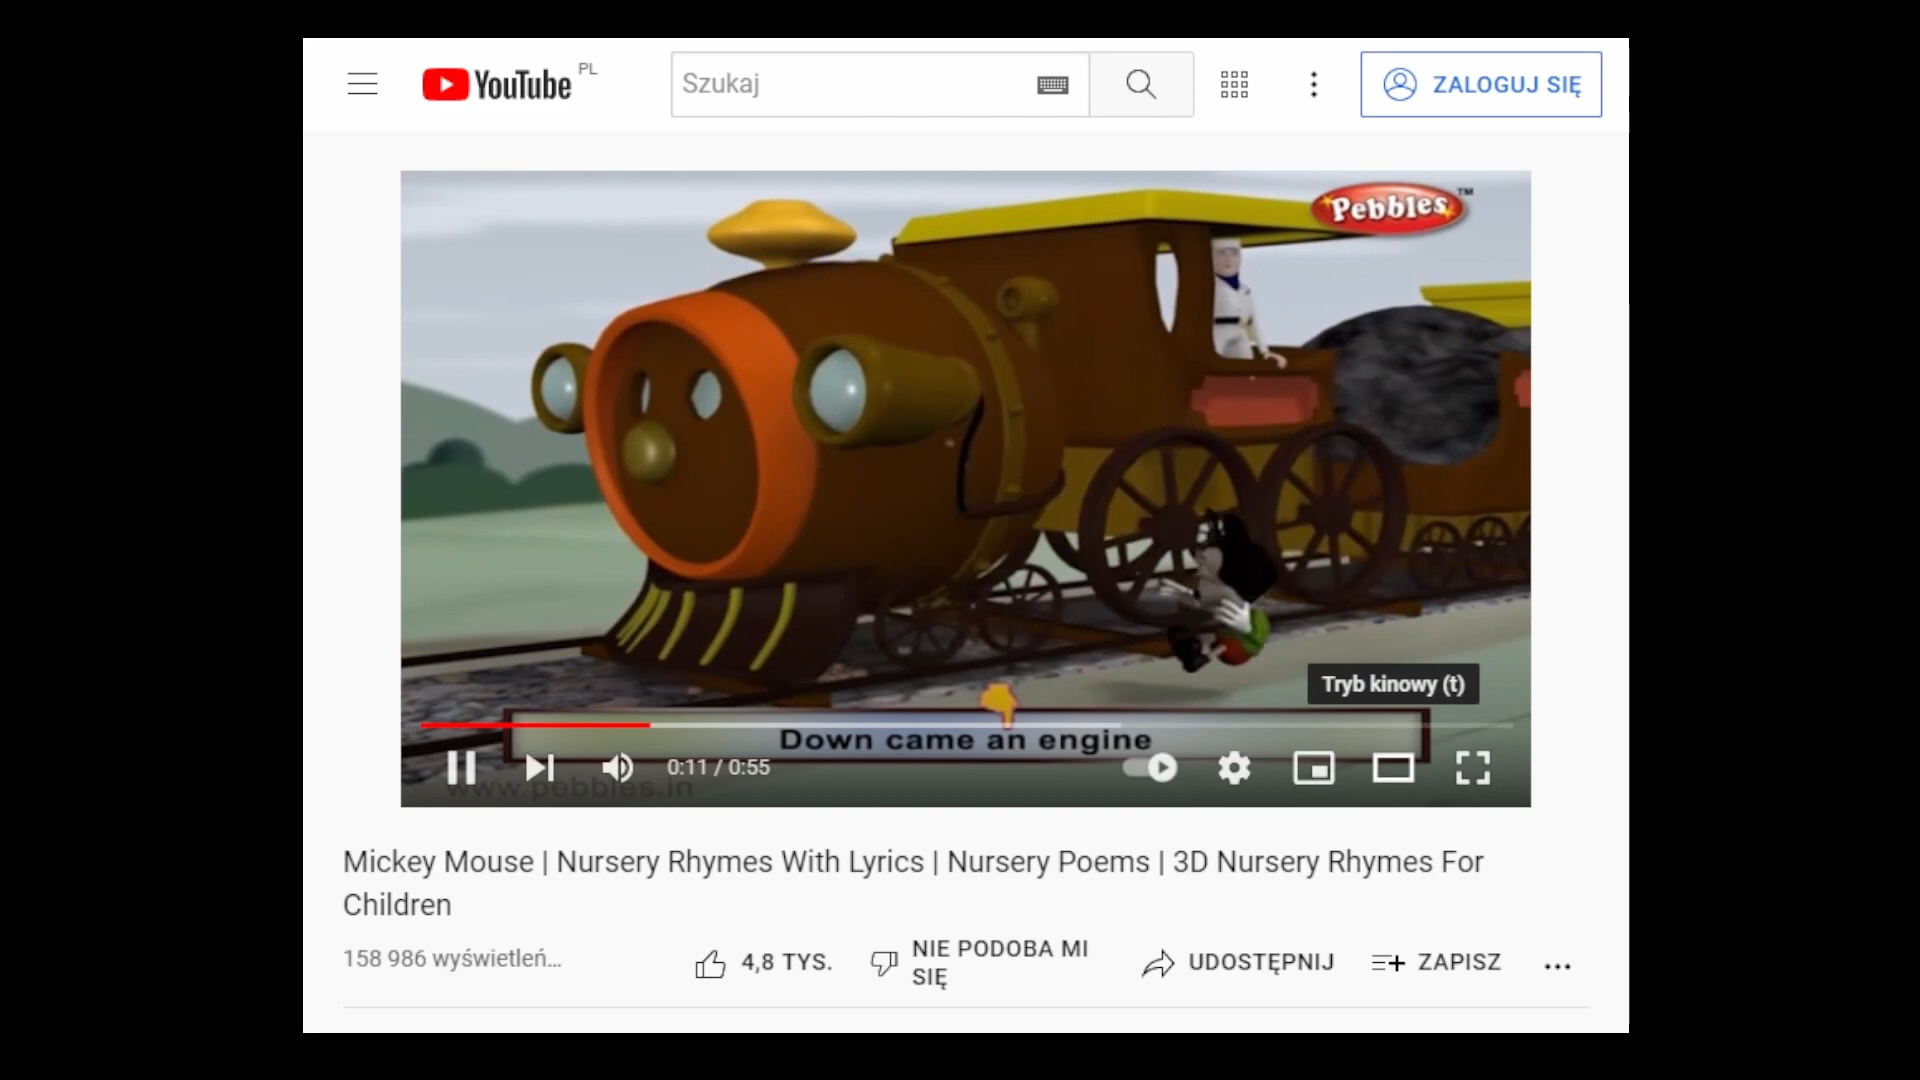 YouTube PL
Szukaj
ZALOGUJ SIĘ
Pebbles™
Tryb kinowy (t)
Down came an engine
0:11 / 0:55
www.pebbles.in
Mickey Mouse | Nursery Rhymes With Lyrics | Nursery Poems | 3D Nursery Rhymes For
Children
158 986 wyświetleń...
4,8 TYS.
NIE PODOBA MI
SIĘ
UDOSTĘPNIJ
ZAPISZ